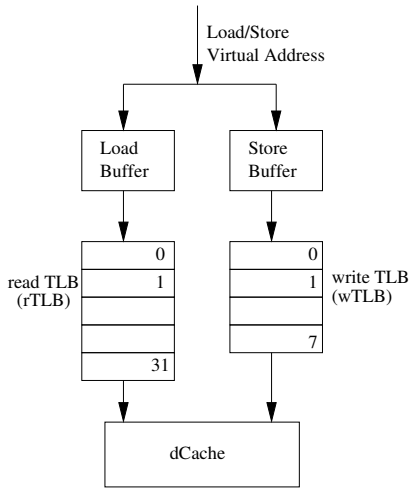 Load/Store
Virtual Address
Load
Buffer
Store
Buffer
read TLB
(rTLB)
0
1
31
0
1
7
write TLB
(wTLB)
dCache